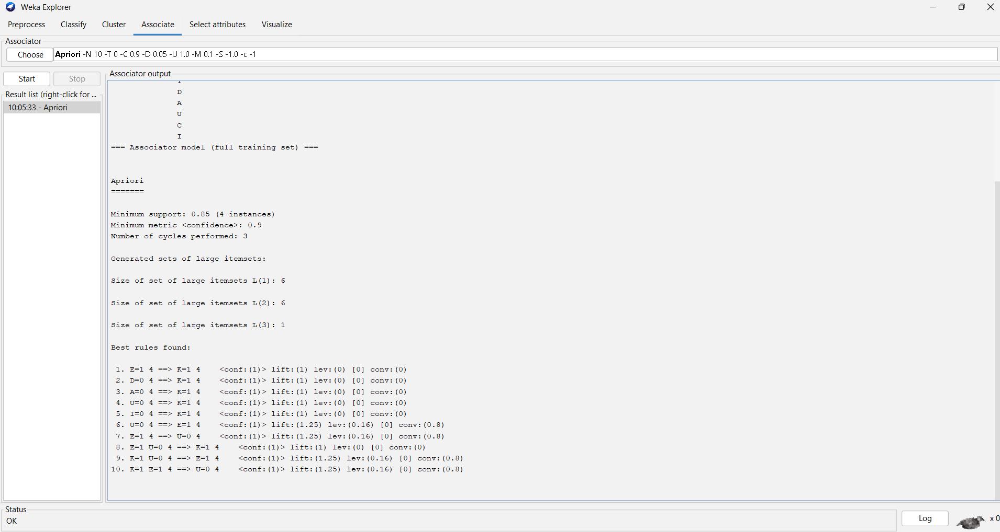 Weka Explorer
Preprocess Classify Cluster Associate Select attributes Visualize
Associator
Choose Apriori -N 10 -T 0 -C 0.9 -D 0.05 -U 1.0 -M 0.1 -S -1.0 -c -1
Start Stop
Associator output
Result list (right-click for ...
10:05:33 - Apriori
D
A
U
C
I
=== Associator model (full training set) ===
Apriori
=======
Minimum support: 0.85 (4 instances)
Minimum metric <confidence>: 0.9
Number of cycles performed: 3
Generated sets of large itemsets:
Size of set of large itemsets L(1): 6
Size of set of large itemsets L(2): 6
Size of set of large itemsets L(3): 1
Best rules found:
1. E=1 4 ==> K=1 4 <conf:(1)> lift:(1) lev:(0) [0] conv:(0)
2. D=0 4 ==> K=1 4 <conf:(1)> lift:(1) lev:(0) [0] conv:(0)
3. A=0 4 ==> K=1 4 <conf:(1)> lift:(1) lev:(0) [0] conv:(0)
4. U=0 4 ==> K=1 4 <conf:(1)> lift:(1) lev:(0) [0] conv:(0)
5. I=0 4 ==> K=1 4 <conf:(1)> lift:(1) lev:(0) [0] conv:(0)
6. U=0 4 ==> E=1 4 <conf:(1)> lift:(1.25) lev:(0.16) [0] conv:(0.8)
7. E=1 4 ==> U=0 4 <conf:(1)> lift:(1.25) lev:(0.16) [0] conv:(0.8)
8. E=1 U=0 4 ==> K=1 4 <conf:(1)> lift:(1) lev:(0) [0] conv:(0)
9. K=1 U=0 4 ==> E=1 4 <conf:(1)> lift:(1.25) lev:(0.16) [0] conv:(0.8)
10. K=1 E=1 4 ==> U=0 4 <conf:(1)> lift:(1.25) lev:(0.16) [0] conv:(0.8)
Status
OK
Log
x 0